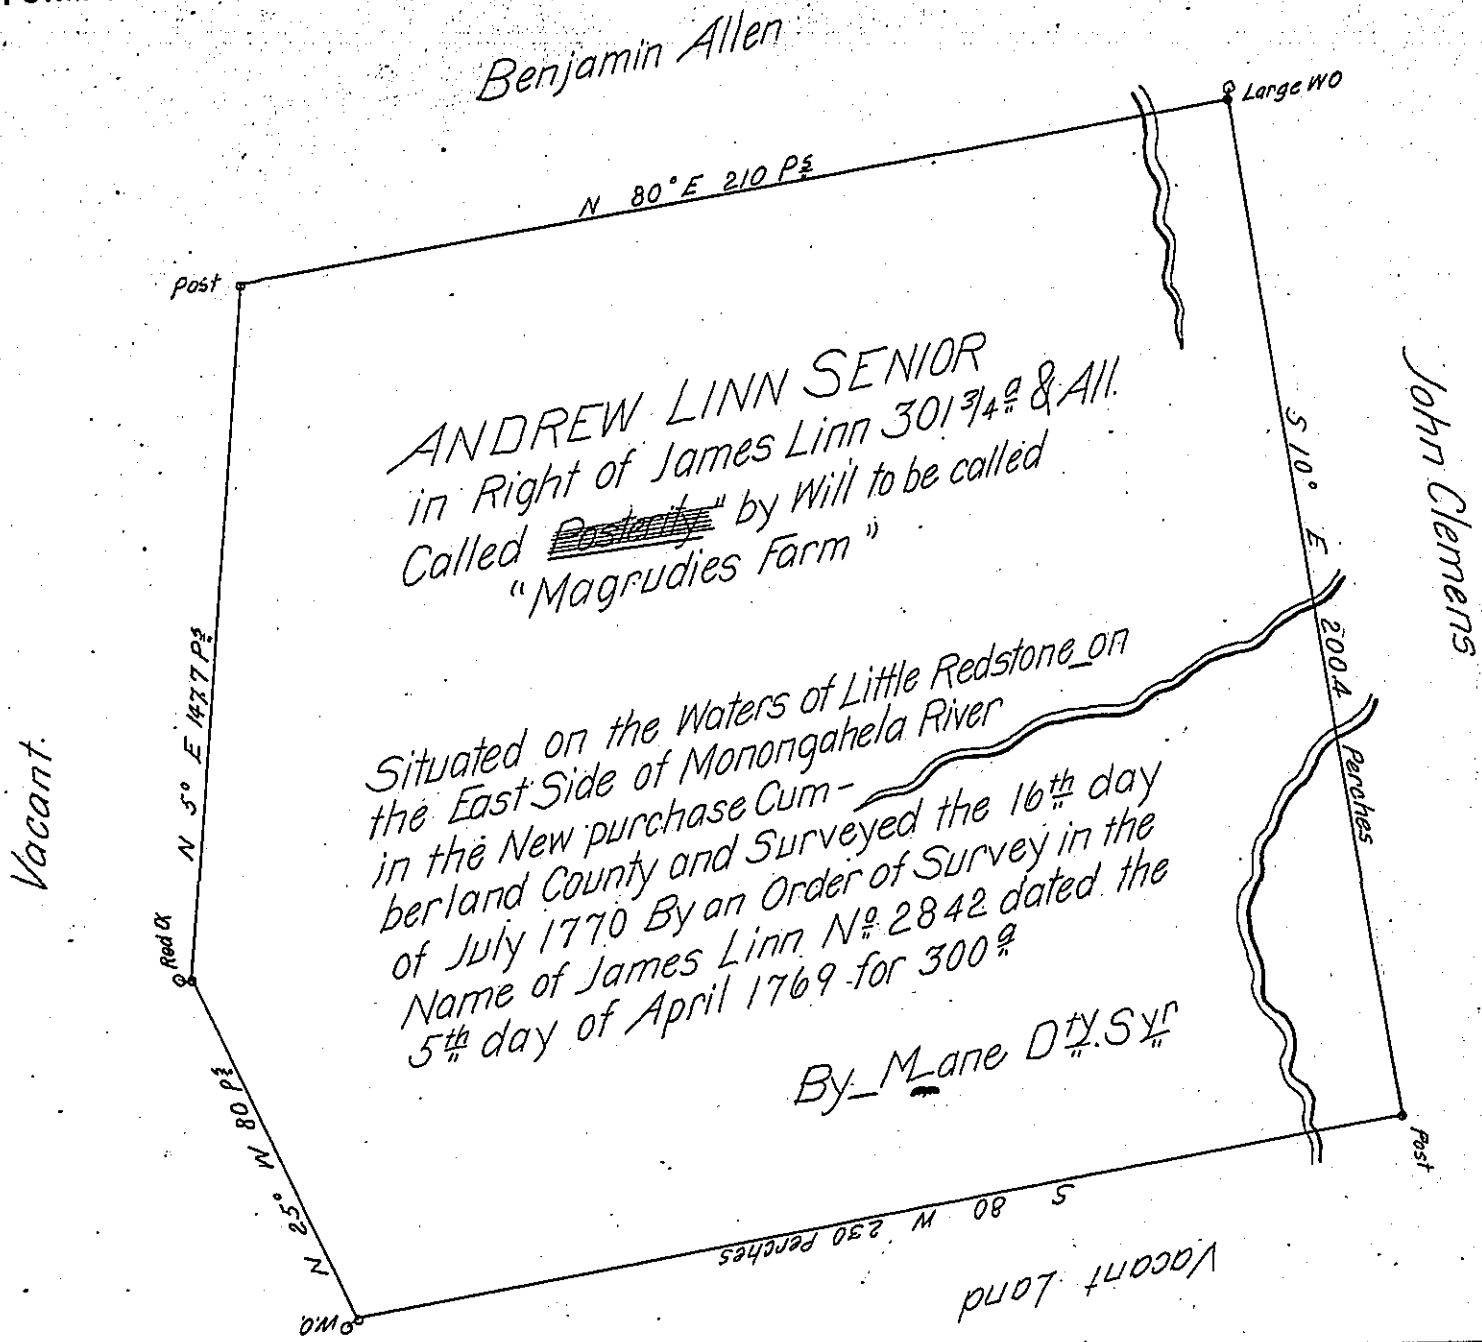 Benjamin Allen
Large WO
N 80° E 210 Ps
Post
ANDREW LINN SENIOR
in Right of James Linn 301 3/4 a & All.
Called Posterity" by Will to be called
"Magrudies Farm"
S 10° E 200.4 Perches
John Clemens
N 5° E 147.7 Ps
Vacant.
Situated on the Waters of Little Redstone on
the East Side of Monongahela River
in the New purchase Cum-
berland County and Surveyed the 16th day
of July 1770 By an Order of Survey in the
Name of James Linn No 2842 dated the
5th day of April 1769 for 300 a
By M Lane Dty. Syr
Red O
N 25° W 80 Ps
Post
S 80 W 230 Perches
Vacant Land
W.O.